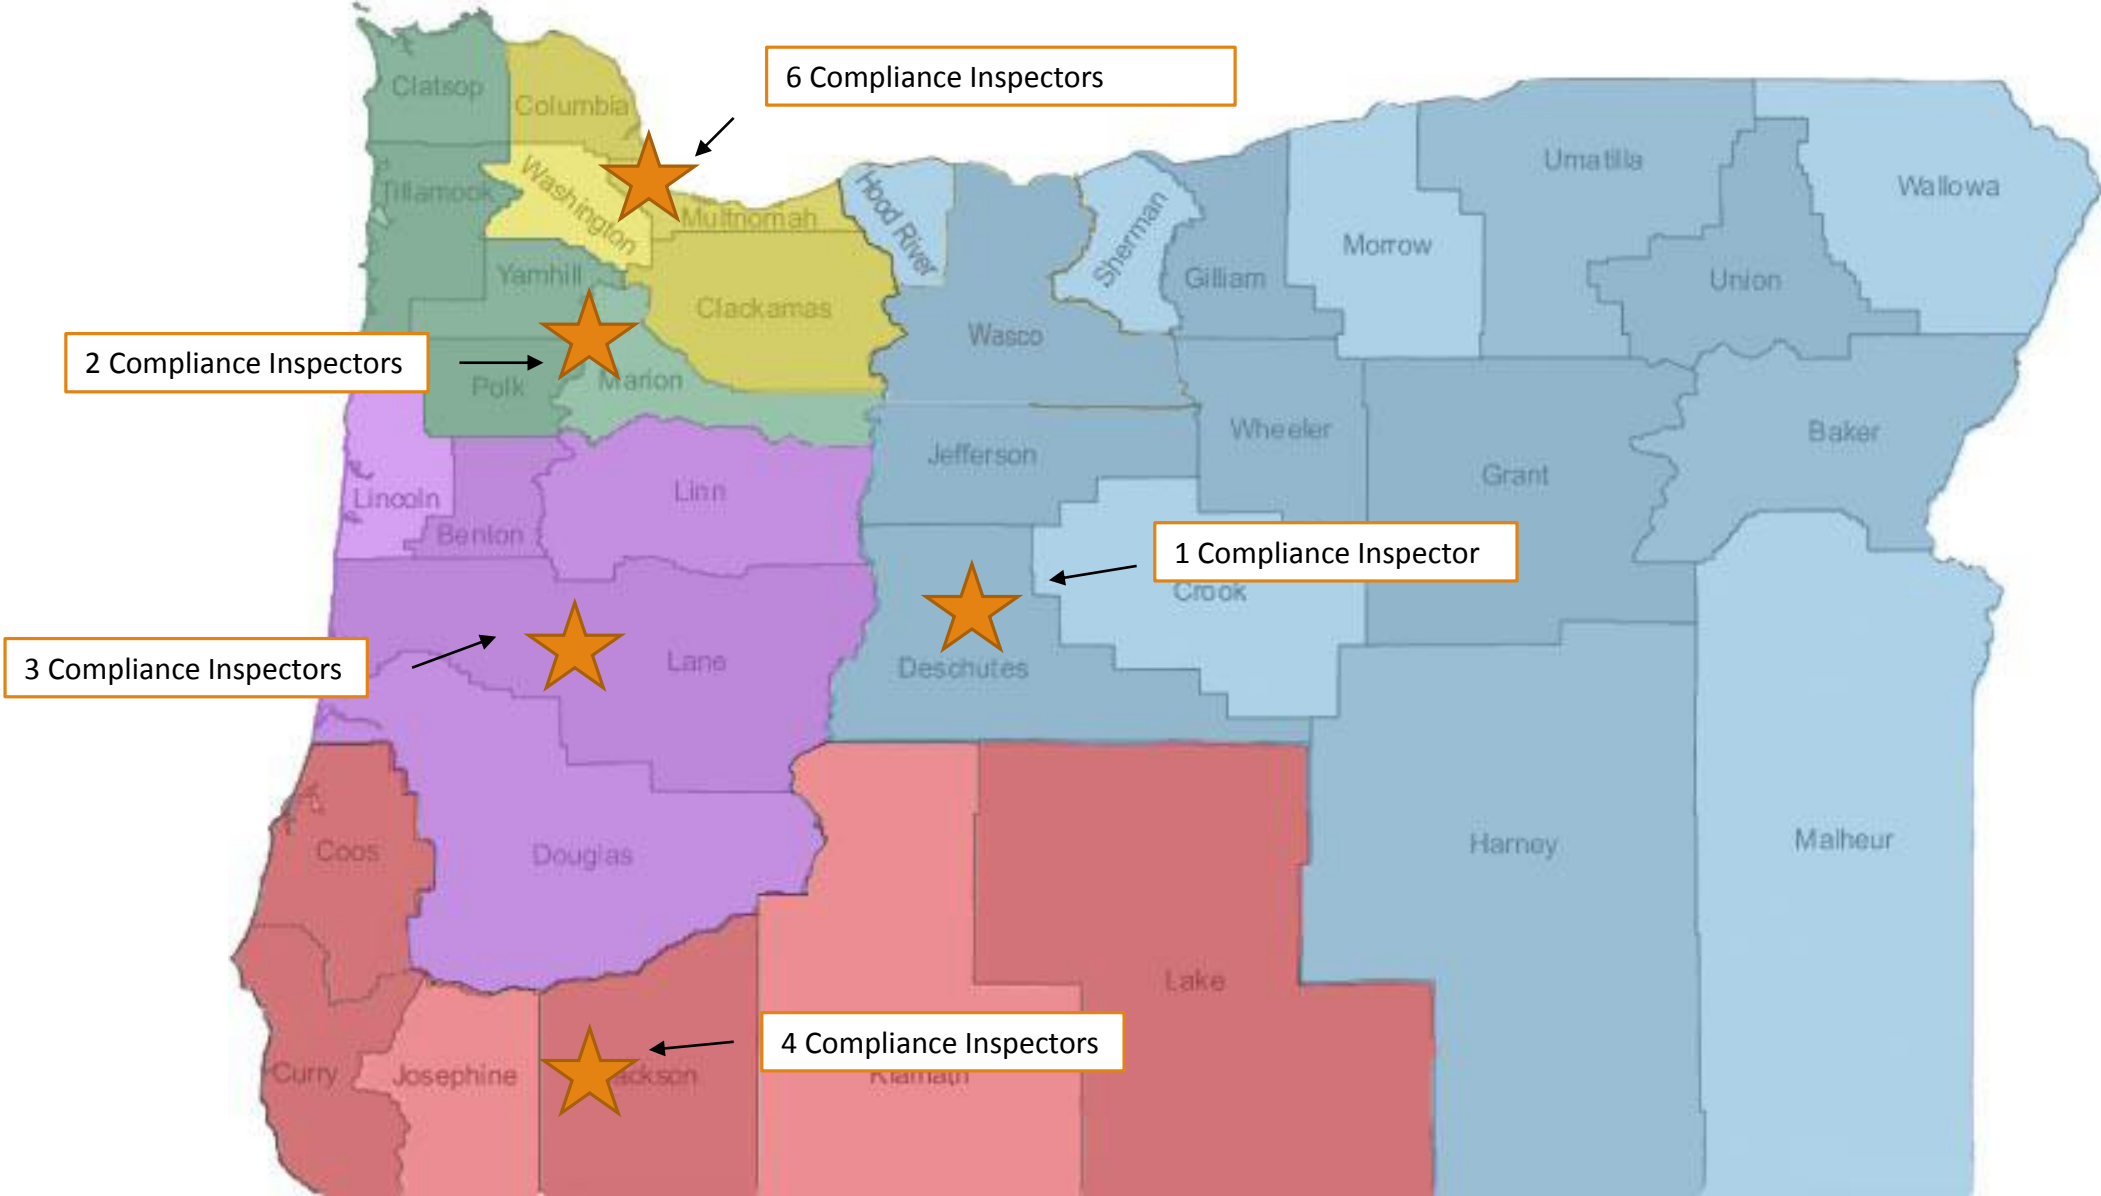 6 Compliance Inspectors
Clatsop
Columbia
Tillamook
Washington
Multnomah
Hood River
Sherman
Umatilla
Wallowa
Morrow
Gilliam
Union
Yamhill
Clackamas
Wasco
2 Compliance Inspectors
Polk
Marion
Wheeler
Baker
Jefferson
Grant
Lincoln
Linn
Benton
1 Compliance Inspector
Crook
3 Compliance Inspectors
Lane
Deschutes
Coos
Douglas
Harney
Malheur
Lake
4 Compliance Inspectors
Curry
Josephine
ackson
Klamath